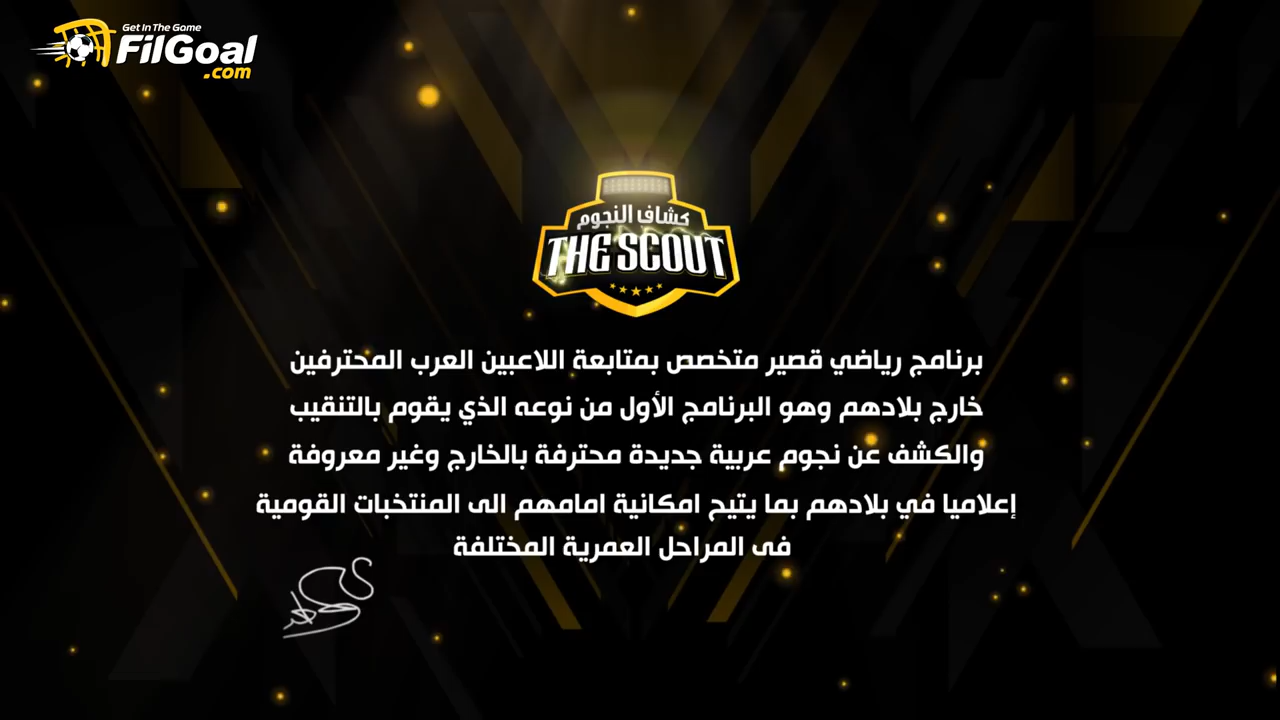 Get In The Game
FilGoal
.com
كشاف النجوم
THE SCOUT
برنامج رياضي قصير متخصص بمتابعة اللاعبين العرب المحترفين
خارج بلادهم وهو البرنامج الأول من نوعه الذي يقوم بالتنقيب
والكشف عن نجوم عربية جديدة محترفة بالخارج وغير معروفة
إعلاميا في بلادهم بما يتيح امكانية امامهم الى المنتخبات القومية
فى المراحل العمرية المختلفة